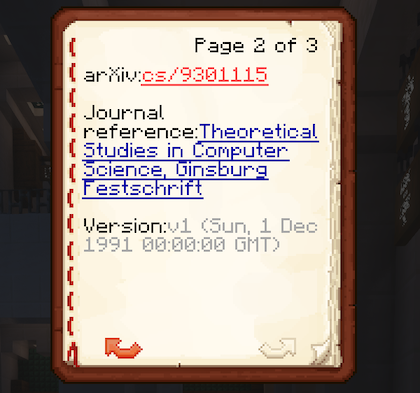 Page 2 of 3
arXiv:cs/9301115
Journal
reference:Theoretical
Studies in Computer
Science, Ginsburg
Festschrift
Version:v1 (Sun, 1 Dec
1991 00:00:00 GMT)